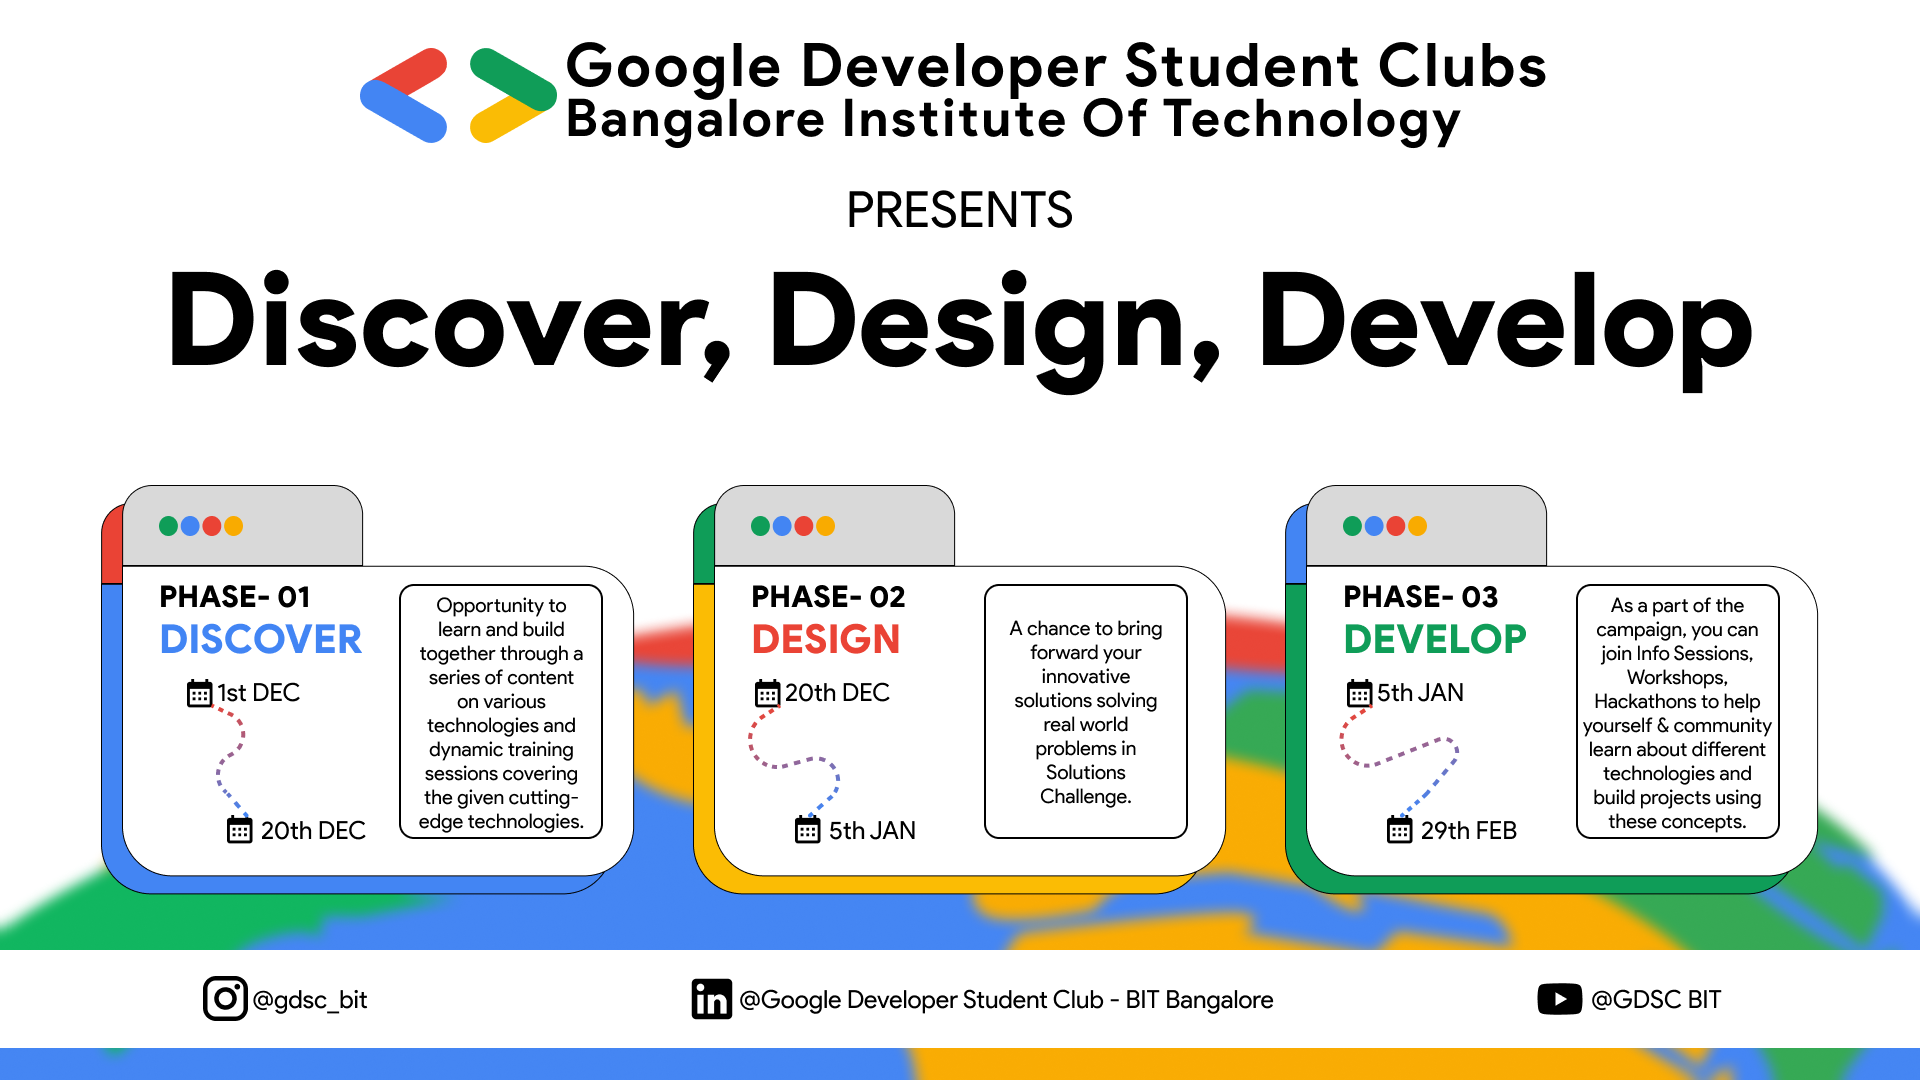 Google Developer Student Clubs
Bangalore Institute Of Technology
PRESENTS
Discover, Design, Develop
PHASE- 01
DISCOVER
1st DEC
20th DEC
Opportunity to
learn and build
together through a
series of content
on various
technologies and
dynamic training
sessions covering
the given cutting-
edge technologies.
PHASE- 02
DESIGN
20th DEC
5th JAN
A chance to bring
forward your
innovative
solutions solving
real world
problems in
Solutions
Challenge.
PHASE- 03
DEVELOP
5th JAN
29th FEB
As a part of the
campaign, you can
join Info Sessions,
Workshops,
Hackathons to help
yourself & community
learn about different
technologies and
build projects using
these concepts.
@gdsc_bit
in @Google Developer Student Club - BIT Bangalore
@GDSC BIT